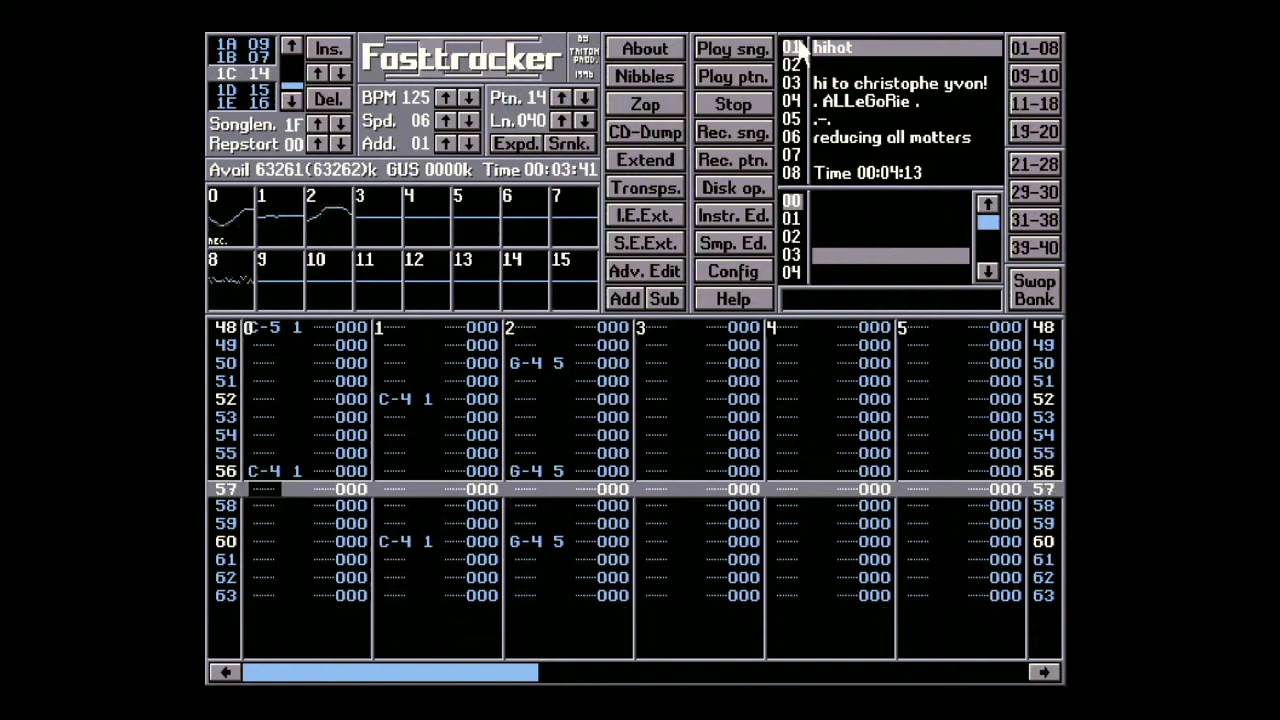 1A 09
1B 07
1C 14
1D 15
1E 16
Ins.
Del.
Songlen. 1F
Repstart 00
Fasttracker
BY TRITON PROD. 1996
BPM 125
Spd. 06
Add. 01
Ptn. 14
Ln. 040
Expd. Srnk.
Avail 63261(63262)k GUS 0000k Time 00:03:41
0 1 2 3 4 5 6 7
REC.
8 9 10 11 12 13 14 15
About
Nibbles
Zap
CD-Dump
Extend
Transps.
I.E.Ext.
S.E.Ext.
Adv. Edit
Add Sub
Play sng.
Play ptn.
Stop
Rec. sng.
Rec. ptn.
Disk op.
Instr. Ed.
Smp. Ed.
Config
Help
01 hihat
02
03 hi to christophe yvon!
04 . ALLeGoRie .
05 .-.
06 reducing all matters
07
08 Time 00:04:13
00
01
02
03
04
01-08
09-10
11-18
19-20
21-28
29-30
31-38
39-40
Swap
Bank
48 0 C-5 1 000 1 000 2 000 3 000 4 000 5 000 48
49 000 000 000 000 000 000 49
50 000 000 G-4 5 000 000 000 000 50
51 000 000 000 000 000 000 51
52 000 C-4 1 000 000 000 000 000 52
53 000 000 000 000 000 000 53
54 000 000 000 000 000 000 54
55 000 000 000 000 000 000 55
56 C-4 1 000 000 G-4 5 000 000 000 000 56
57 000 000 000 000 000 000 57
58 000 000 000 000 000 000 58
59 000 000 000 000 000 000 59
60 000 C-4 1 000 G-4 5 000 000 000 000 60
61 000 000 000 000 000 000 61
62 000 000 000 000 000 000 62
63 000 000 000 000 000 000 63